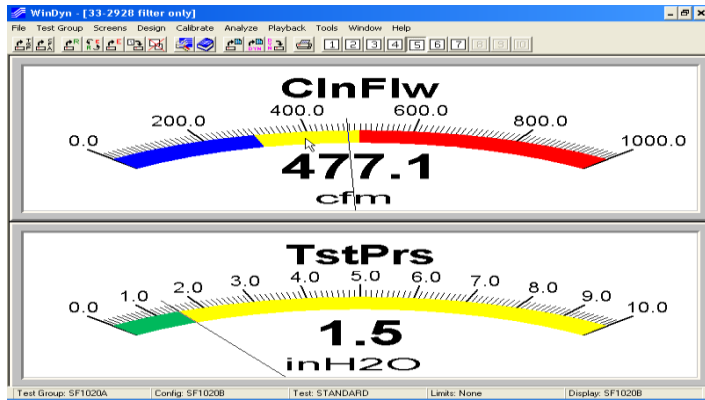 WinDyn - [33-2928 filter only]
File Test Group Screens Design Calibrate Analyze Playback Tools Window Help
1 2 3 4 5 6 7 8 9 10
ClnFlw
0.0 200.0 400.0 600.0 800.0 1000.0
477.1
cfm
TstPrs
0.0 1.0 2.0 3.0 4.0 5.0 6.0 7.0 8.0 9.0 10.0
1.5
inH2O
Test Group: SF1020A Config: SF1020B Test: STANDARD Limits: None Display: SF1020B